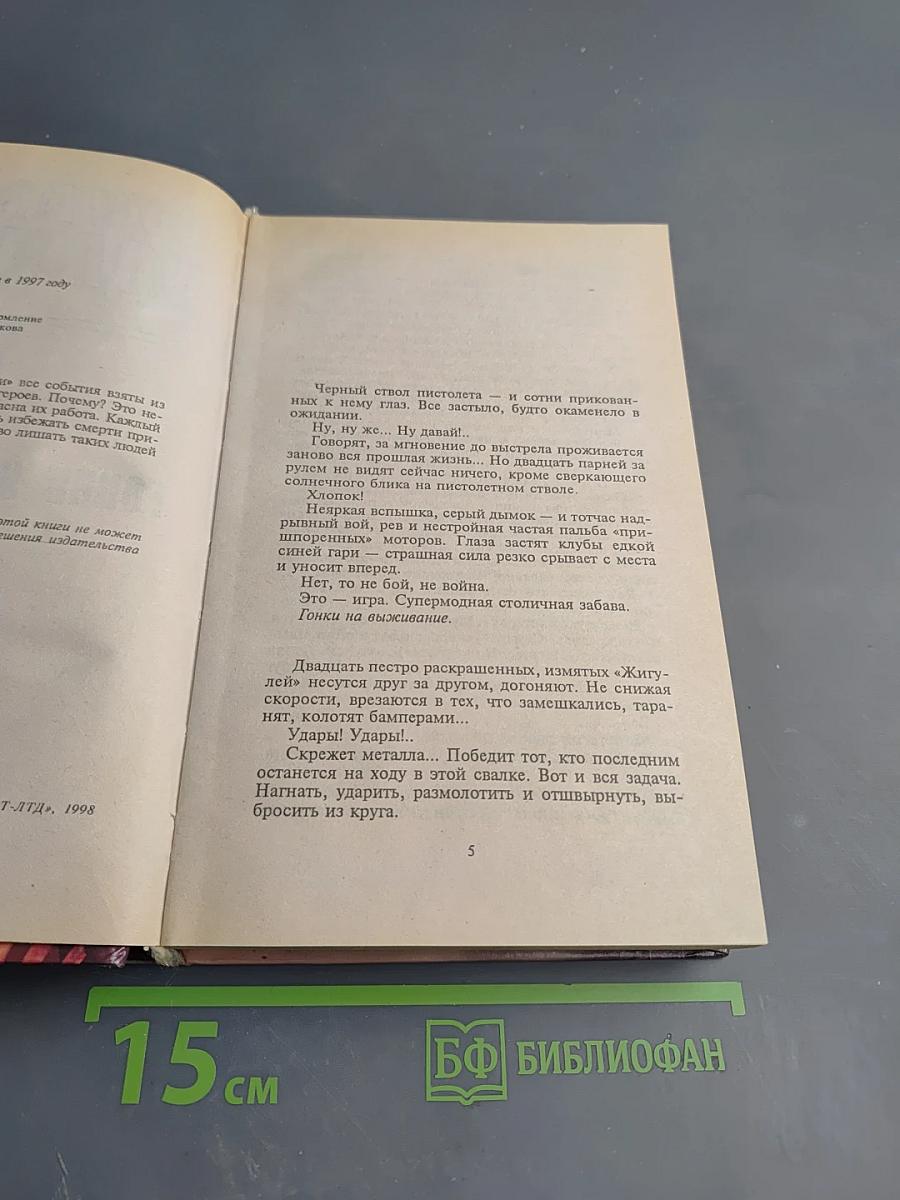 в 1997 году
и» все события взяты из
героев. Почему? Это не-
их работа. Каждый
избежать смерти при-
лишать таких людей
этой книги не может
издательства
Т-ЛТД», 1998
Черный ствол пистолета — и сотни прикован-
ных к нему глаз. Все застыло, будто окаменело в
ожидании.
Ну, ну же... Ну давай!..
Говорят, за мгновение до выстрела проживается
заново вся прошлая жизнь... Но двадцать парней за
рулем не видят сейчас ничего, кроме сверкающего
солнечного блика на пистолетном стволе.
Хлопок!
Неяркая вспышка, серый дымок — и тотчас над-
рывный вой, рев и нестройная частая пальба «при-
шпоренных» моторов. Глаза застят клубы едкой
синей гари — страшная сила резко срывает с места
и уносит вперед.
Нет, то не бой, не война.
Это — игра. Супермодная столичная забава.
Гонки на выживание.
Двадцать пестро раскрашенных, измятых «Жигу-
лей» несутся друг за другом, догоняют. Не снижая
скорости, врезаются в тех, что замешкались, тара-
нят, колотят бамперами...
Удары! Удары!..
Скрежет металла... Победит тот, кто последним
останется на ходу в этой свалке. Вот и вся задача.
Нагнать, ударить, размолотить и отшвырнуть, вы-
бросить из круга.
5
15 см
БФ БИБЛИОФАН